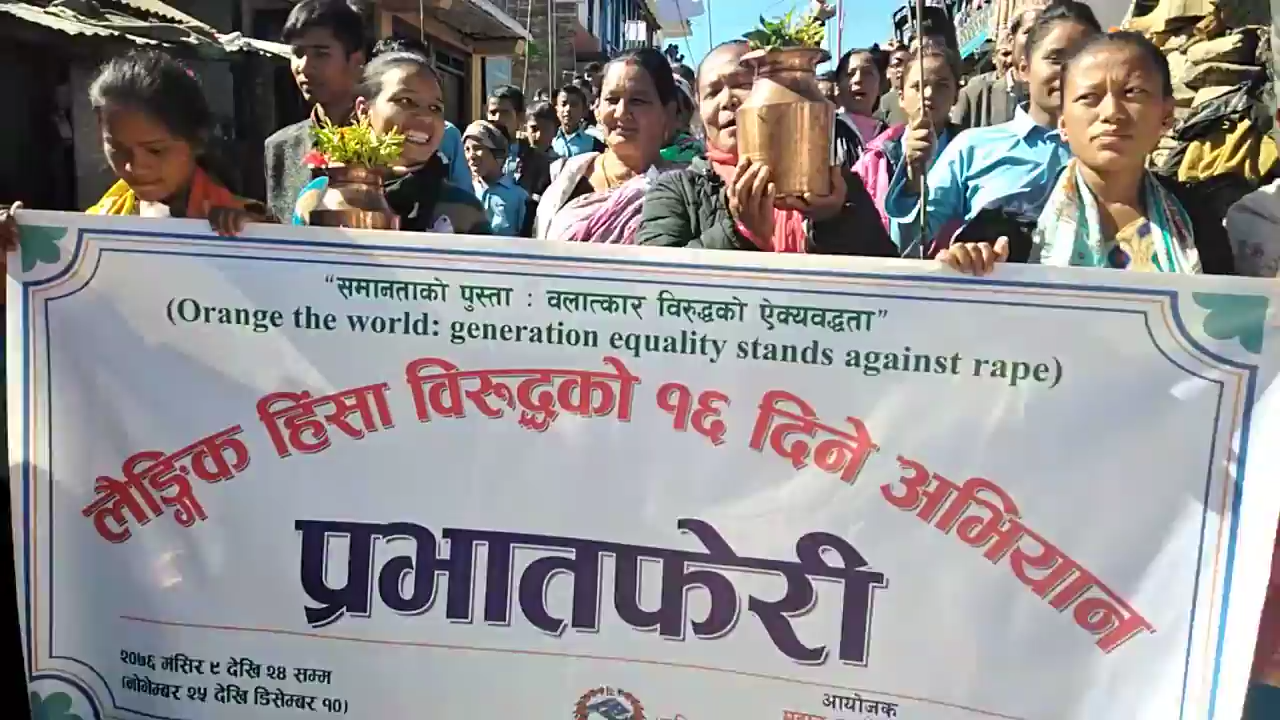 “समानताको पुस्ता : वलात्कार विरुद्धको ऐक्यवद्धता”
(Orange the world: generation equality stands against rape)
लैङ्गिक हिंसा विरूद्धको १६ दिने अभियान
प्रभातफेरी
२०७६ मंसिर ९ देखि २४ सम्म
(नोभेम्बर २५ देखि डिसेम्बर १०)
आयोजक